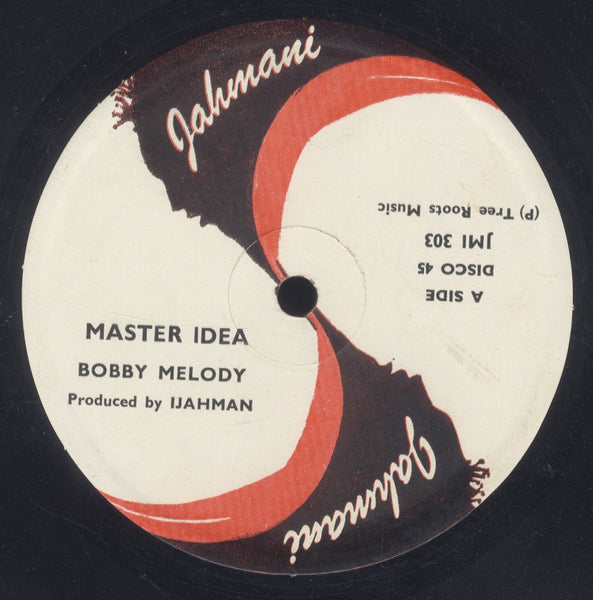 Jahmani
MASTER IDEA
BOBBY MELODY
Produced by IJAHMAN
A SIDE
DISCO 45
JMI 303
(P) Tree Roots Music
Jahmani